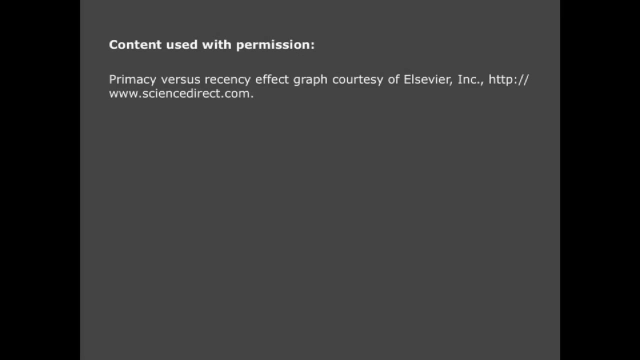 Content used with permission:
Primacy versus recency effect graph courtesy of Elsevier, Inc., http://
www.sciencedirect.com.